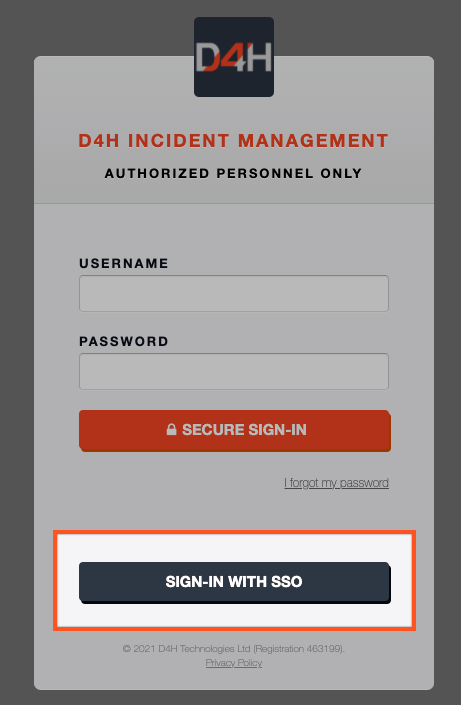 D4H
D4H INCIDENT MANAGEMENT
AUTHORIZED PERSONNEL ONLY
USERNAME
PASSWORD
SECURE SIGN-IN
I forgot my password
SIGN-IN WITH SSO
© 2021 D4H Technologies Ltd (Registration 463199).
Privacy Policy